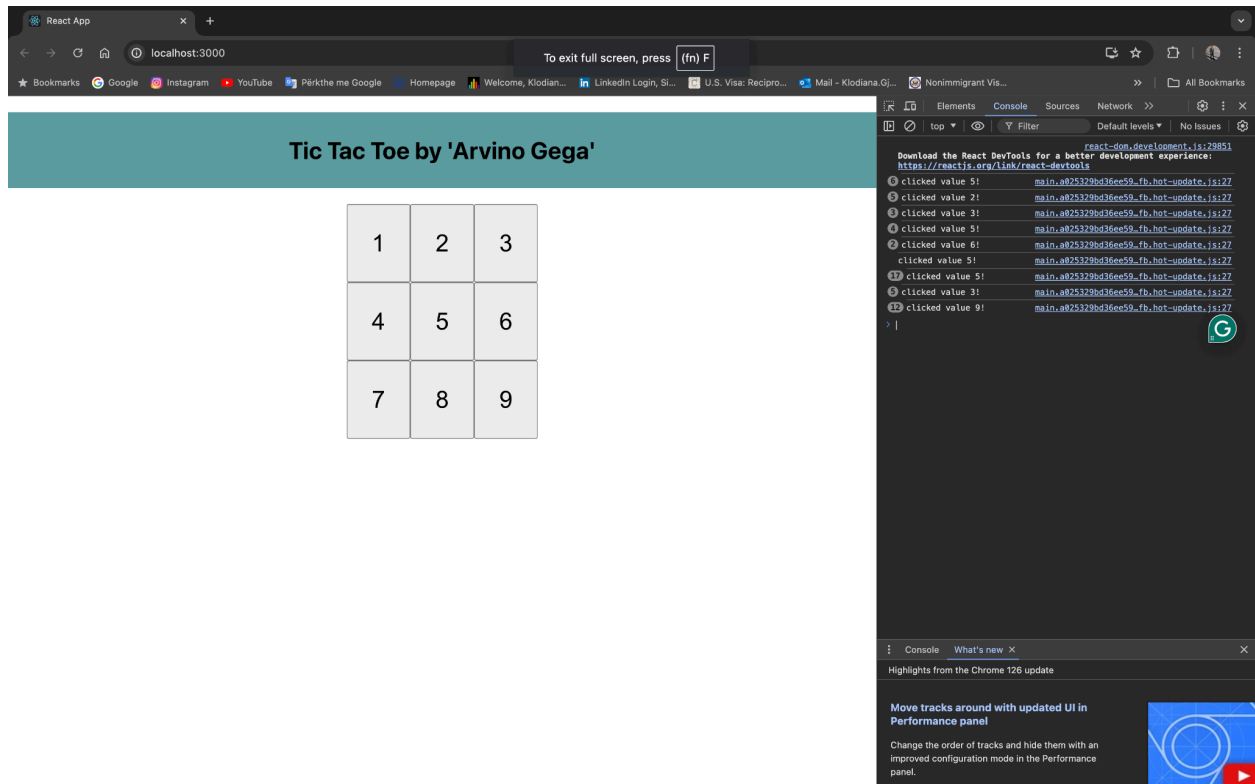 React App
localhost:3000
To exit full screen, press (fn) F
Bookmarks Google Instagram YouTube Përkthe me Google Homepage Welcome, Klodian... LinkedIn Login, Si... U.S. Visa: Recipro... Mail - Klodiana.Gj... Nonimmigrant Vis... » All Bookmarks
Tic Tac Toe by 'Arvino Gega'
1 2 3
4 5 6
7 8 9
Elements Console Sources Network »
top Filter Default levels No Issues
react-dom.development.js:29851
Download the React DevTools for a better development experience:
https://reactjs.org/link/react-devtools
6 clicked value 5! main.a025329bd36ee59…fb.hot-update.js:27
5 clicked value 2! main.a025329bd36ee59…fb.hot-update.js:27
3 clicked value 3! main.a025329bd36ee59…fb.hot-update.js:27
4 clicked value 5! main.a025329bd36ee59…fb.hot-update.js:27
2 clicked value 6! main.a025329bd36ee59…fb.hot-update.js:27
clicked value 5! main.a025329bd36ee59…fb.hot-update.js:27
17 clicked value 5! main.a025329bd36ee59…fb.hot-update.js:27
5 clicked value 3! main.a025329bd36ee59…fb.hot-update.js:27
12 clicked value 9! main.a025329bd36ee59…fb.hot-update.js:27
>
G
Console What's new
Highlights from the Chrome 126 update
Move tracks around with updated UI in
Performance panel
Change the order of tracks and hide them with an
improved configuration mode in the Performance
panel.